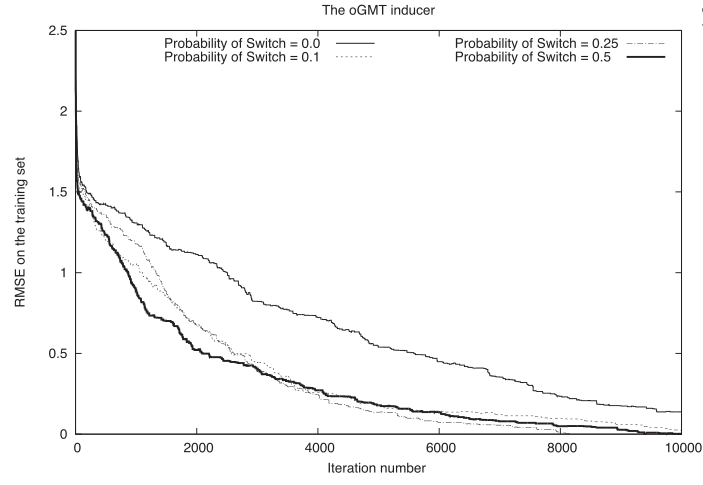 The oGMT inducer
2.5
Probability of Switch = 0.0
Probability of Switch = 0.25
Probability of Switch = 0.1
Probability of Switch = 0.5
2
1.5
RMSE on the training set
1
0.5
0
0 2000 4000 6000 8000 10000
Iteration number